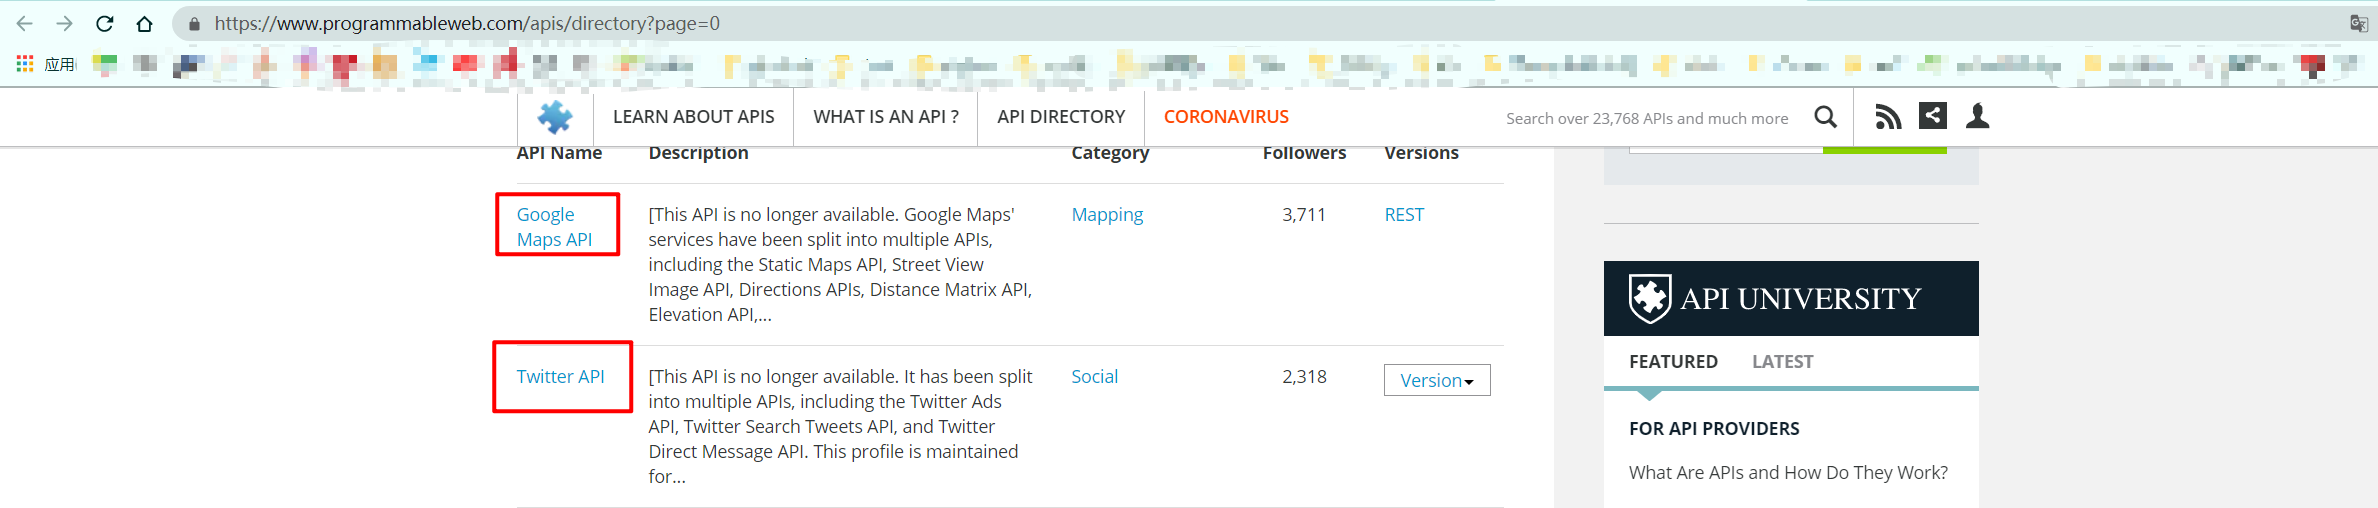 https://www.programmableweb.com/apis/directory?page=0
应用
LEARN ABOUT APIS
WHAT IS AN API ?
API DIRECTORY
CORONAVIRUS
Search over 23,768 APIs and much more
API Name
Description
Category
Followers
Versions
Google
Maps API
[This API is no longer available. Google Maps'
services have been split into multiple APIs,
including the Static Maps API, Street View
Image API, Directions APIs, Distance Matrix API,
Elevation API,...
Mapping
3,711
REST
Twitter API
[This API is no longer available. It has been split
into multiple APIs, including the Twitter Ads
API, Twitter Search Tweets API, and Twitter
Direct Message API. This profile is maintained
for...
Social
2,318
Version
API UNIVERSITY
FEATURED
LATEST
FOR API PROVIDERS
What Are APIs and How Do They Work?